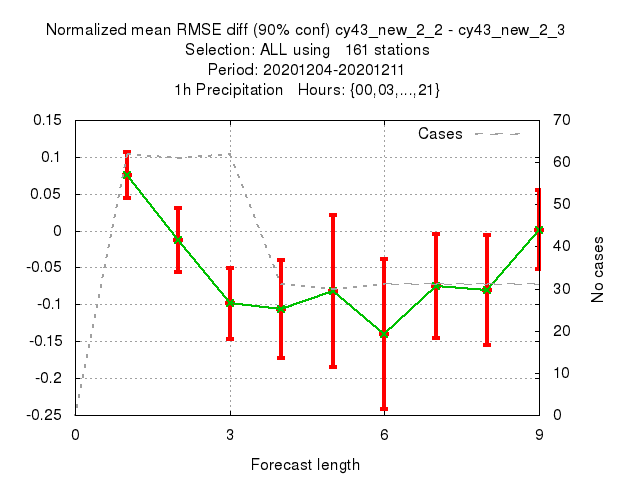 Normalized mean RMSE diff (90% conf) cy43_new_2_2 - cy43_new_2_3
Selection: ALL using 161 stations
Period: 20201204-20201211
1h Precipitation Hours: {00,03,...,21}
Cases
0.15
0.1
0.05
0
-0.05
-0.1
-0.15
-0.2
-0.25
70
60
50
40
30
20
10
0
No cases
0 3 6 9
Forecast length